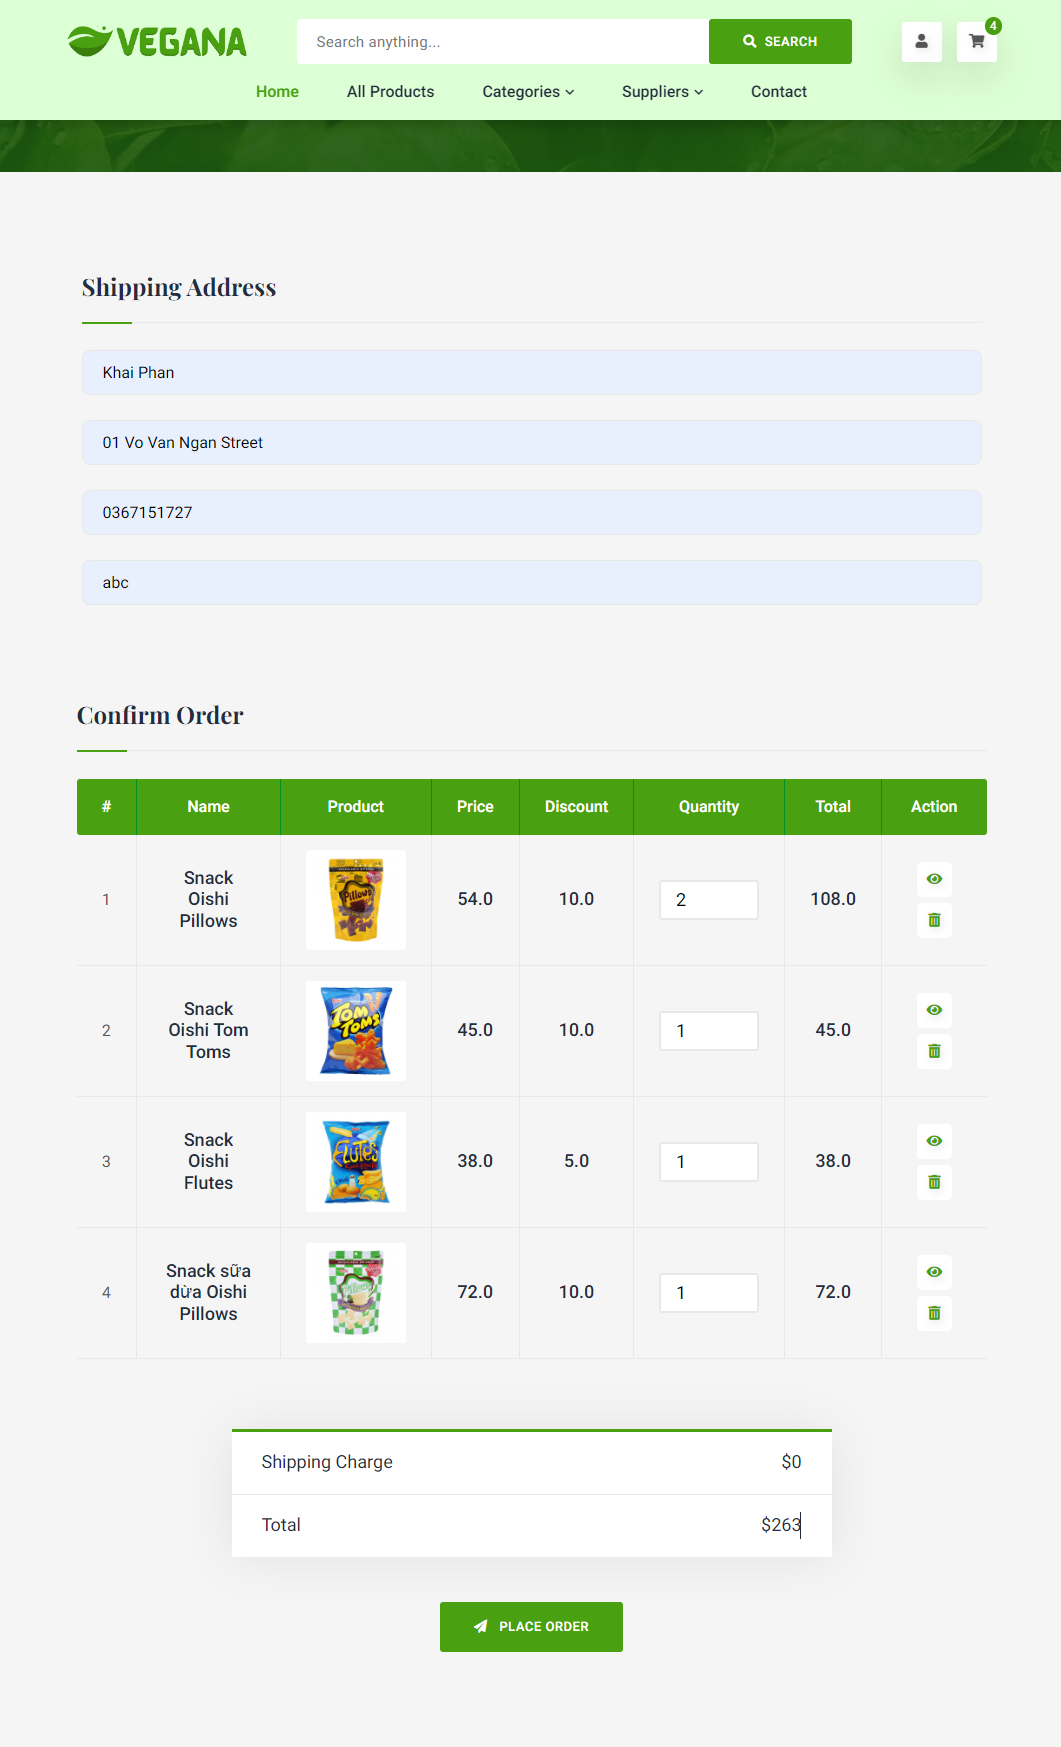 VEGANA
Search anything...
SEARCH
4
Home
All Products
Categories
Suppliers
Contact
Shipping Address
Khai Phan
01 Vo Van Ngan Street
0367151727
abc
Confirm Order
# Name Product Price Discount Quantity Total Action
1 Snack Oishi Pillows 54.0 10.0 2 108.0
Pillows
2 Snack Oishi Tom Toms 45.0 10.0 1 45.0
Tom Toms
3 Snack Oishi Flutes 38.0 5.0 1 38.0
Flutes
4 Snack sữa dừa Oishi Pillows 72.0 10.0 1 72.0
Pillows
Shipping Charge $0
Total $263
PLACE ORDER